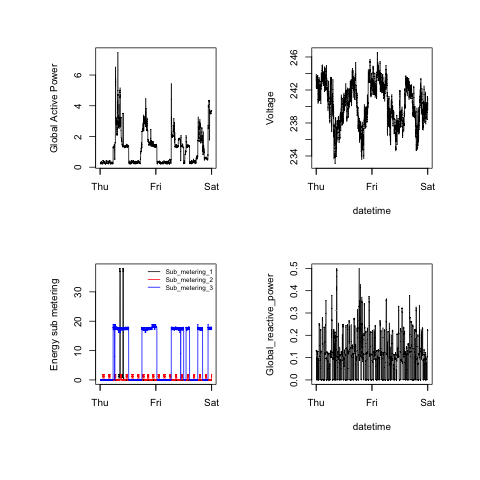 Global Active Power
0 2 4 6
Thu Fri Sat
Voltage
234 238 242 246
Thu Fri Sat
datetime
Energy sub metering
0 10 20 30
Sub_metering_1
Sub_metering_2
Sub_metering_3
Thu Fri Sat
Global_reactive_power
0.0 0.1 0.2 0.3 0.4 0.5
Thu Fri Sat
datetime